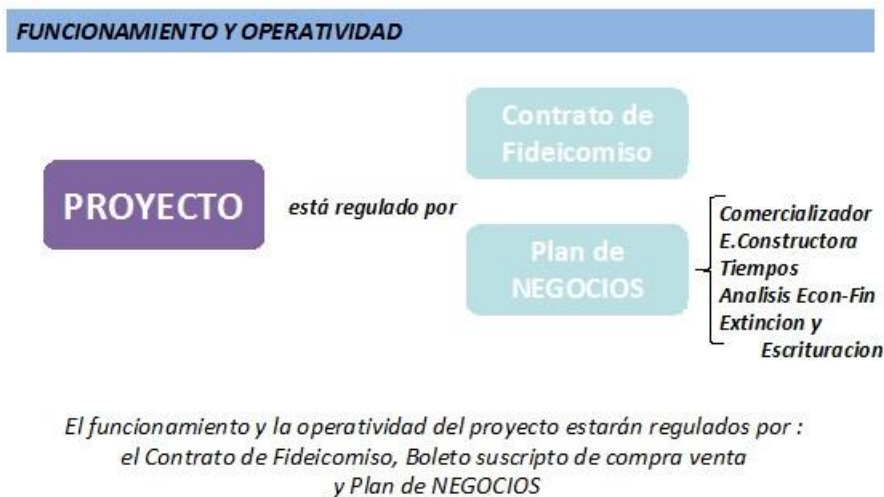 FUNCIONAMIENTO Y OPERATIVIDAD
Contrato de
Fideicomiso
PROYECTO
está regulado por
Plan de
NEGOCIOS
Comercializador
E.Constructora
Tiempos
Analisis Econ-Fin
Extincion y
Escrituracion
El funcionamiento y la operatividad del proyecto estarán regulados por :
el Contrato de Fideicomiso, Boleto suscripto de compra venta
y Plan de NEGOCIOS